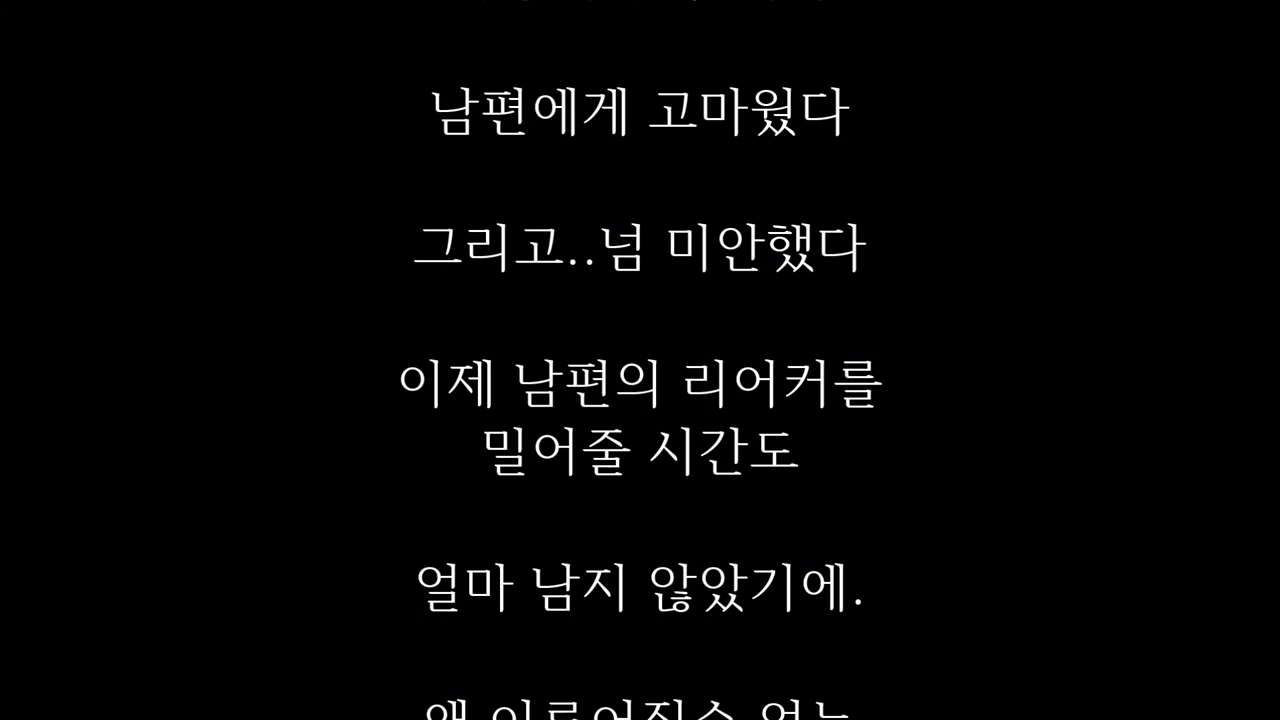 남편에게 고마웠다
그리고..넘 미안했다
이제 남편의 리어커를
밀어줄 시간도
얼마 남지 않았기에.